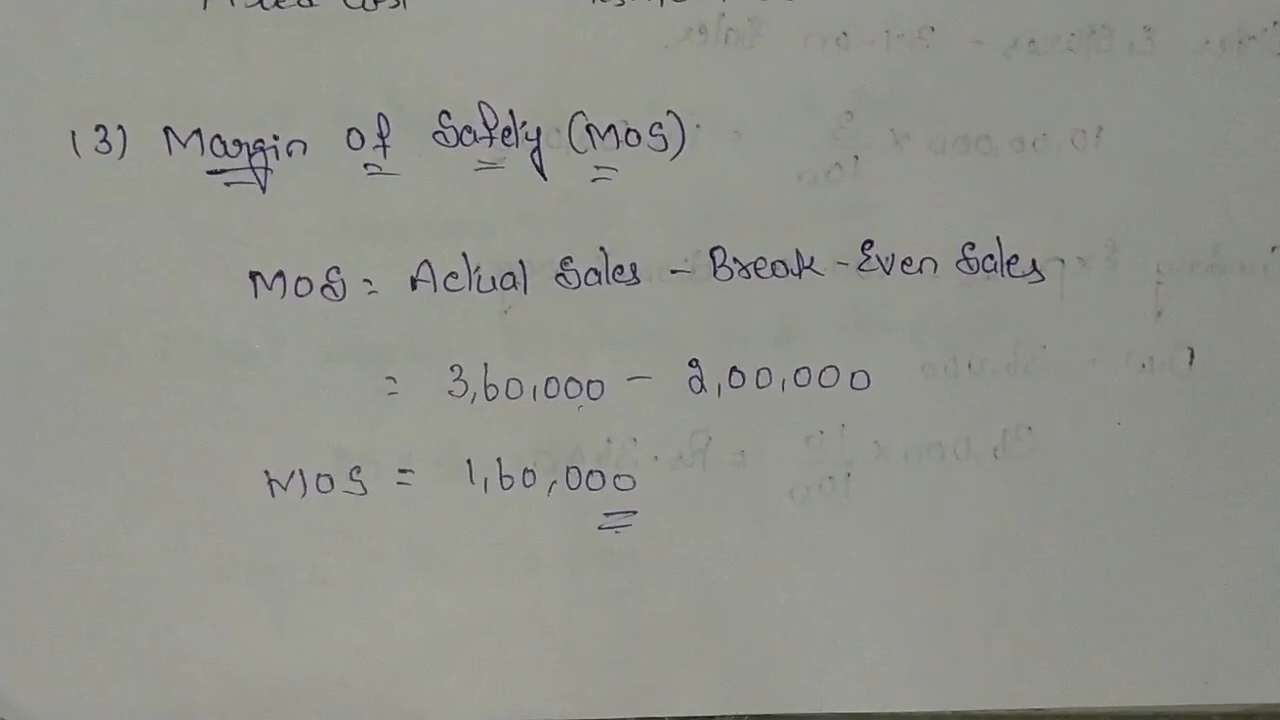 (3) Margin of Safety (MOS)
MOS = Actual Sales - Break-Even Sales
= 3,60,000 - 2,00,000
MOS = 1,60,000